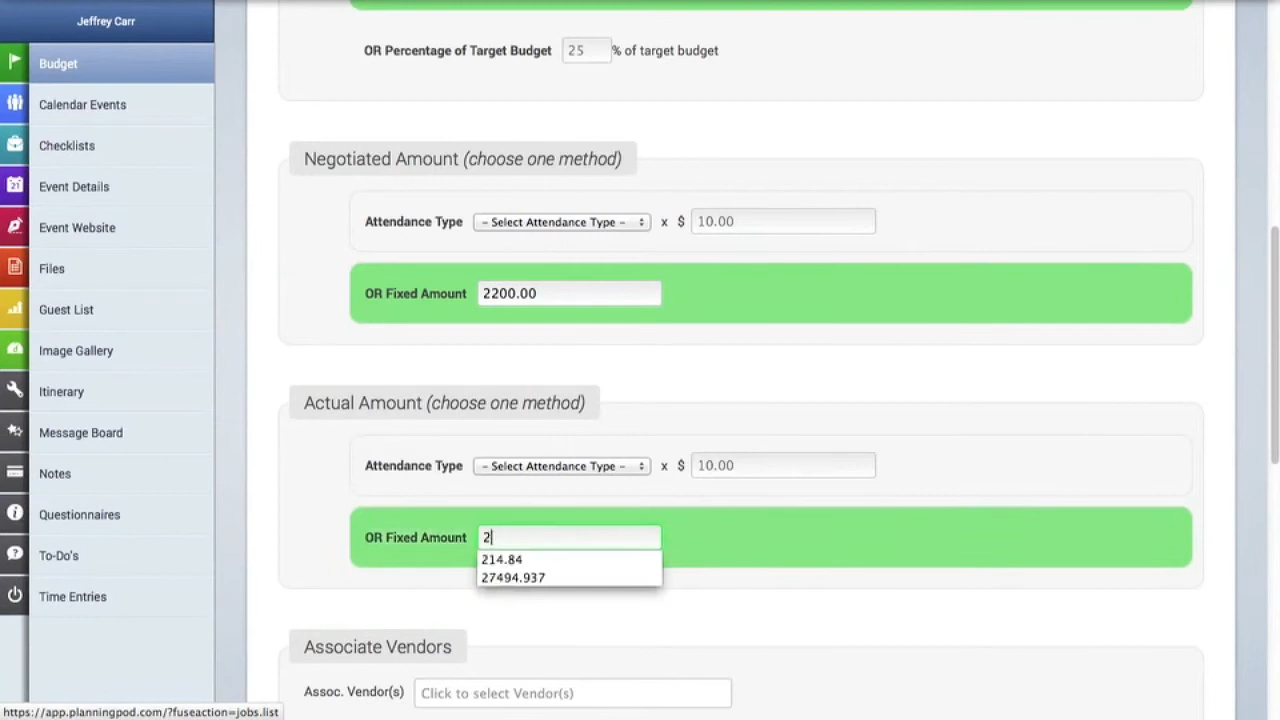 Jeffrey Carr
Budget
Calendar Events
Checklists
21
Event Details
Event Website
Files
Guest List
Image Gallery
Itinerary
Message Board
Notes
Questionnaires
To-Do's
Time Entries
OR Percentage of Target Budget 25 % of target budget
Negotiated Amount (choose one method)
Attendance Type - Select Attendance Type - x $ 10.00
OR Fixed Amount 2200.00
Actual Amount (choose one method)
Attendance Type - Select Attendance Type - x $ 10.00
OR Fixed Amount 2
214.84
27494.937
Associate Vendors
Assoc. Vendor(s) Click to select Vendor(s)
https://app.planningpod.com/?fuseaction=jobs.list